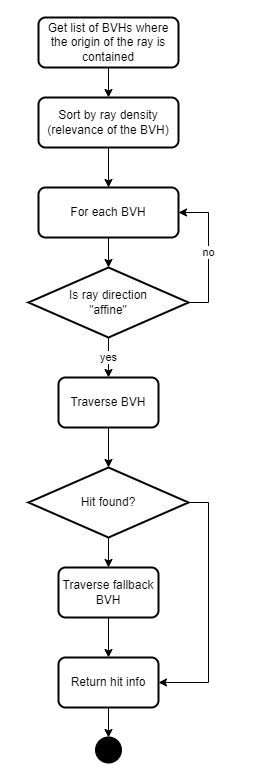 Get list of BVHs where
the origin of the ray is
contained
Sort by ray density
(relevance of the BVH)
For each BVH
no
Is ray direction
"affine"
yes
Traverse BVH
Hit found?
Traverse fallback
BVH
Return hit info